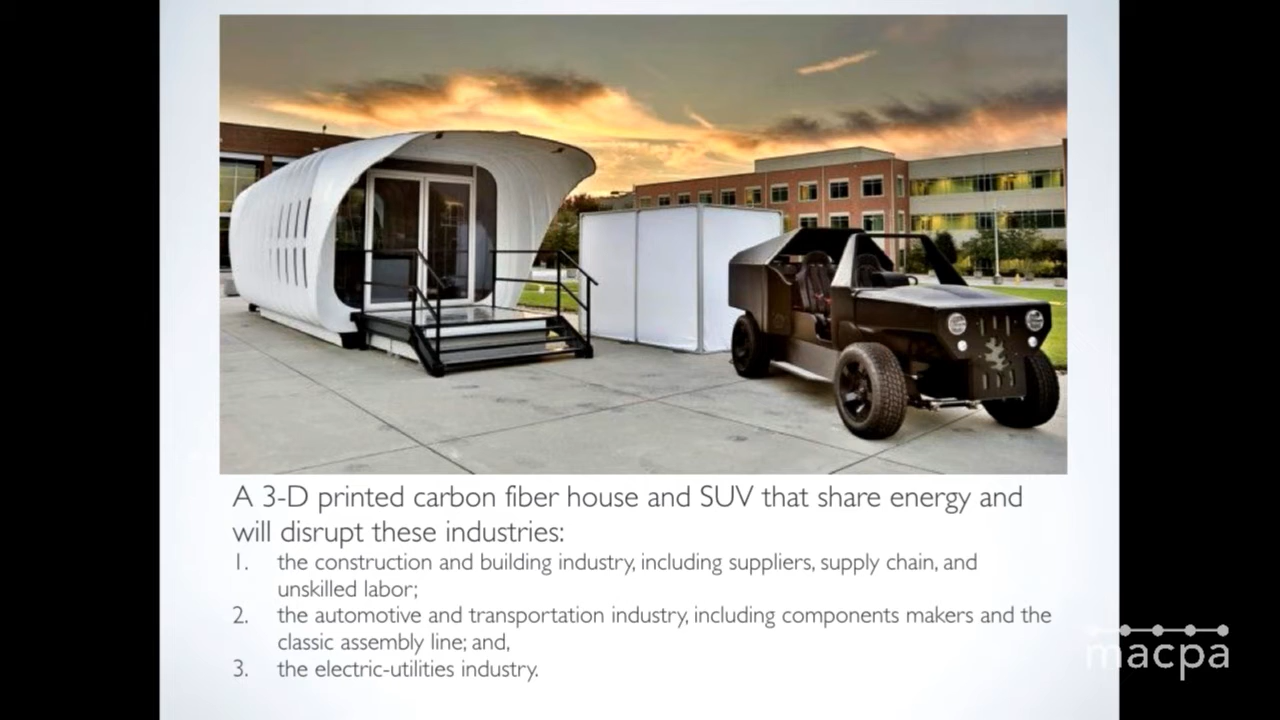 A 3-D printed carbon fiber house and SUV that share energy and
will disrupt these industries:
1. the construction and building industry, including suppliers, supply chain, and
unskilled labor;
2. the automotive and transportation industry, including components makers and the
classic assembly line; and,
3. the electric-utilities industry.
macpa